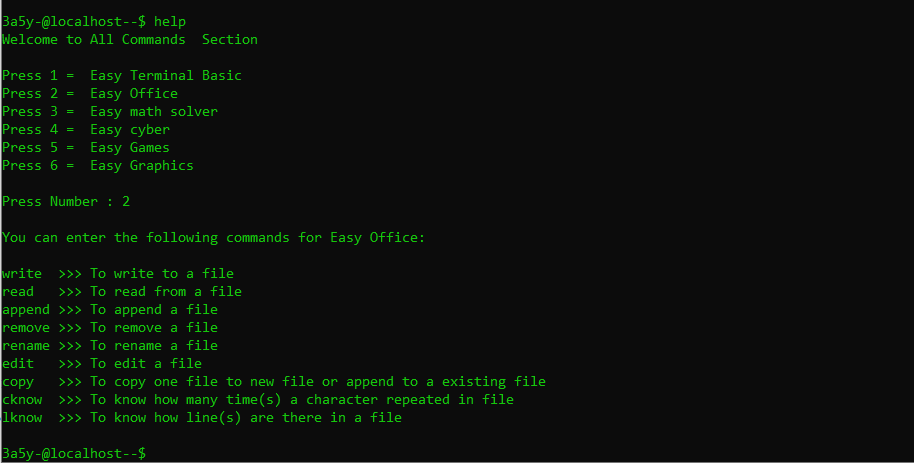 3a5y-@localhost--$ help
Welcome to All Commands  Section
Press 1 =  Easy Terminal Basic
Press 2 =  Easy Office
Press 3 =  Easy math solver
Press 4 =  Easy cyber
Press 5 =  Easy Games
Press 6 =  Easy Graphics
Press Number : 2
You can enter the following commands for Easy Office:
write  >>> To write to a file
read   >>> To read from a file
append >>> To append a file
remove >>> To remove a file
rename >>> To rename a file
edit   >>> To edit a file
copy   >>> To copy one file to new file or append to a existing file
cknow  >>> To know how many time(s) a character repeated in file
lknow  >>> To know how line(s) are there in a file
3a5y-@localhost--$